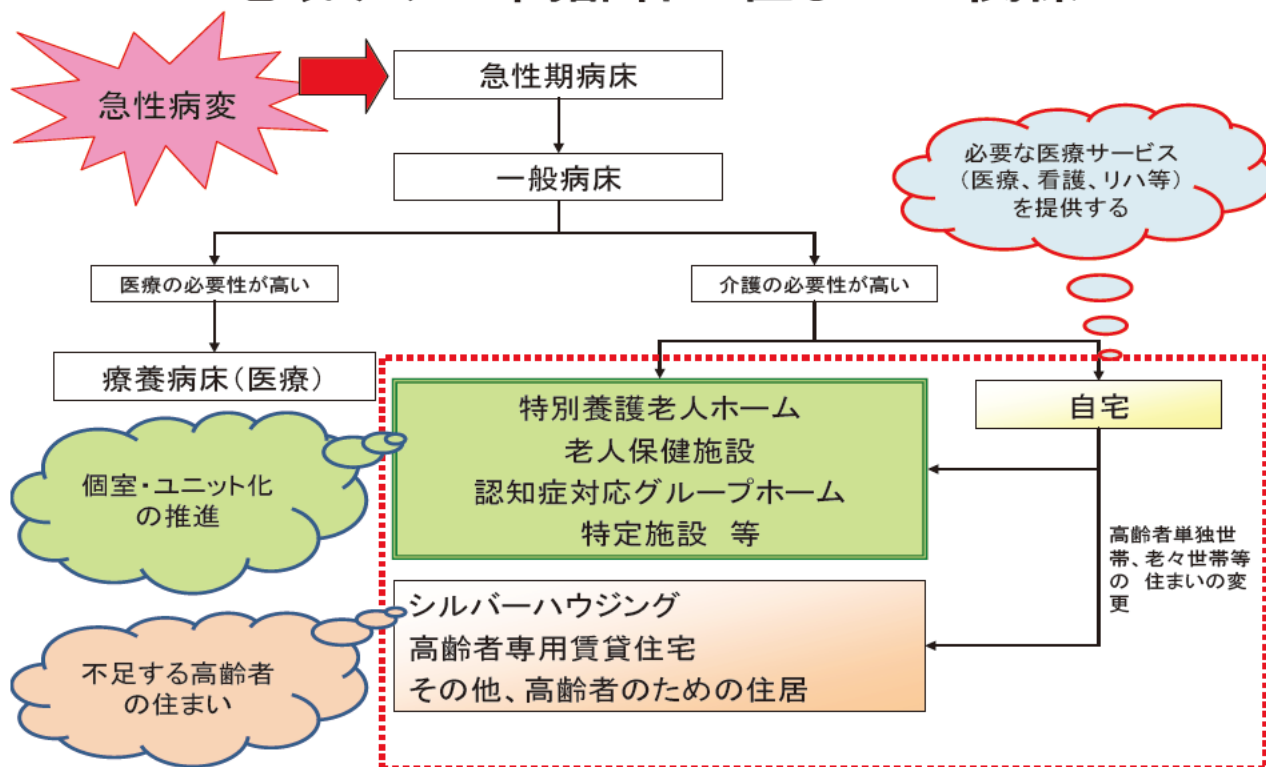 急性病変
急性期病床
一般病床
必要な医療サービス
（医療、看護、リハ等）
を提供する
医療の必要性が高い
介護の必要性が高い
療養病床（医療）
特別養護老人ホーム
老人保健施設
認知症対応グループホーム
特定施設 等
自宅
個室・ユニット化
の推進
高齢者単独世
帯、老々世帯等
の 住まいの変
更
シルバーハウジング
高齢者専用賃貸住宅
その他、高齢者のための住居
不足する高齢者
の住まい